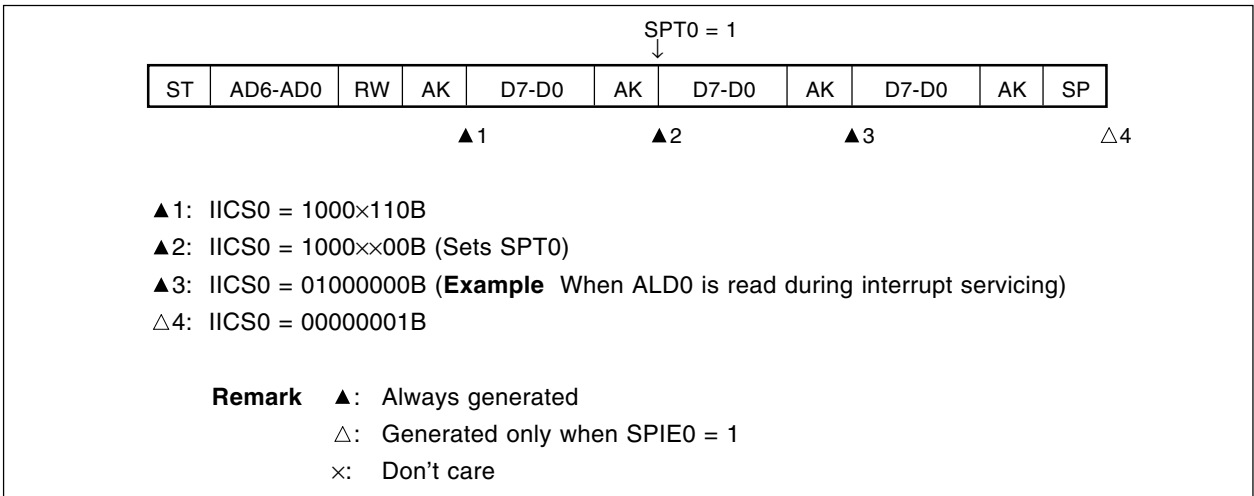 SPT0 = 1
↓
ST AD6-AD0 RW AK D7-D0 AK D7-D0 AK D7-D0 AK SP
▲1 ▲2 ▲3 △4
▲1: IICS0 = 1000×110B
▲2: IICS0 = 1000××00B (Sets SPT0)
▲3: IICS0 = 01000000B (Example When ALD0 is read during interrupt servicing)
△4: IICS0 = 00000001B
Remark ▲: Always generated
△: Generated only when SPIE0 = 1
×: Don't care